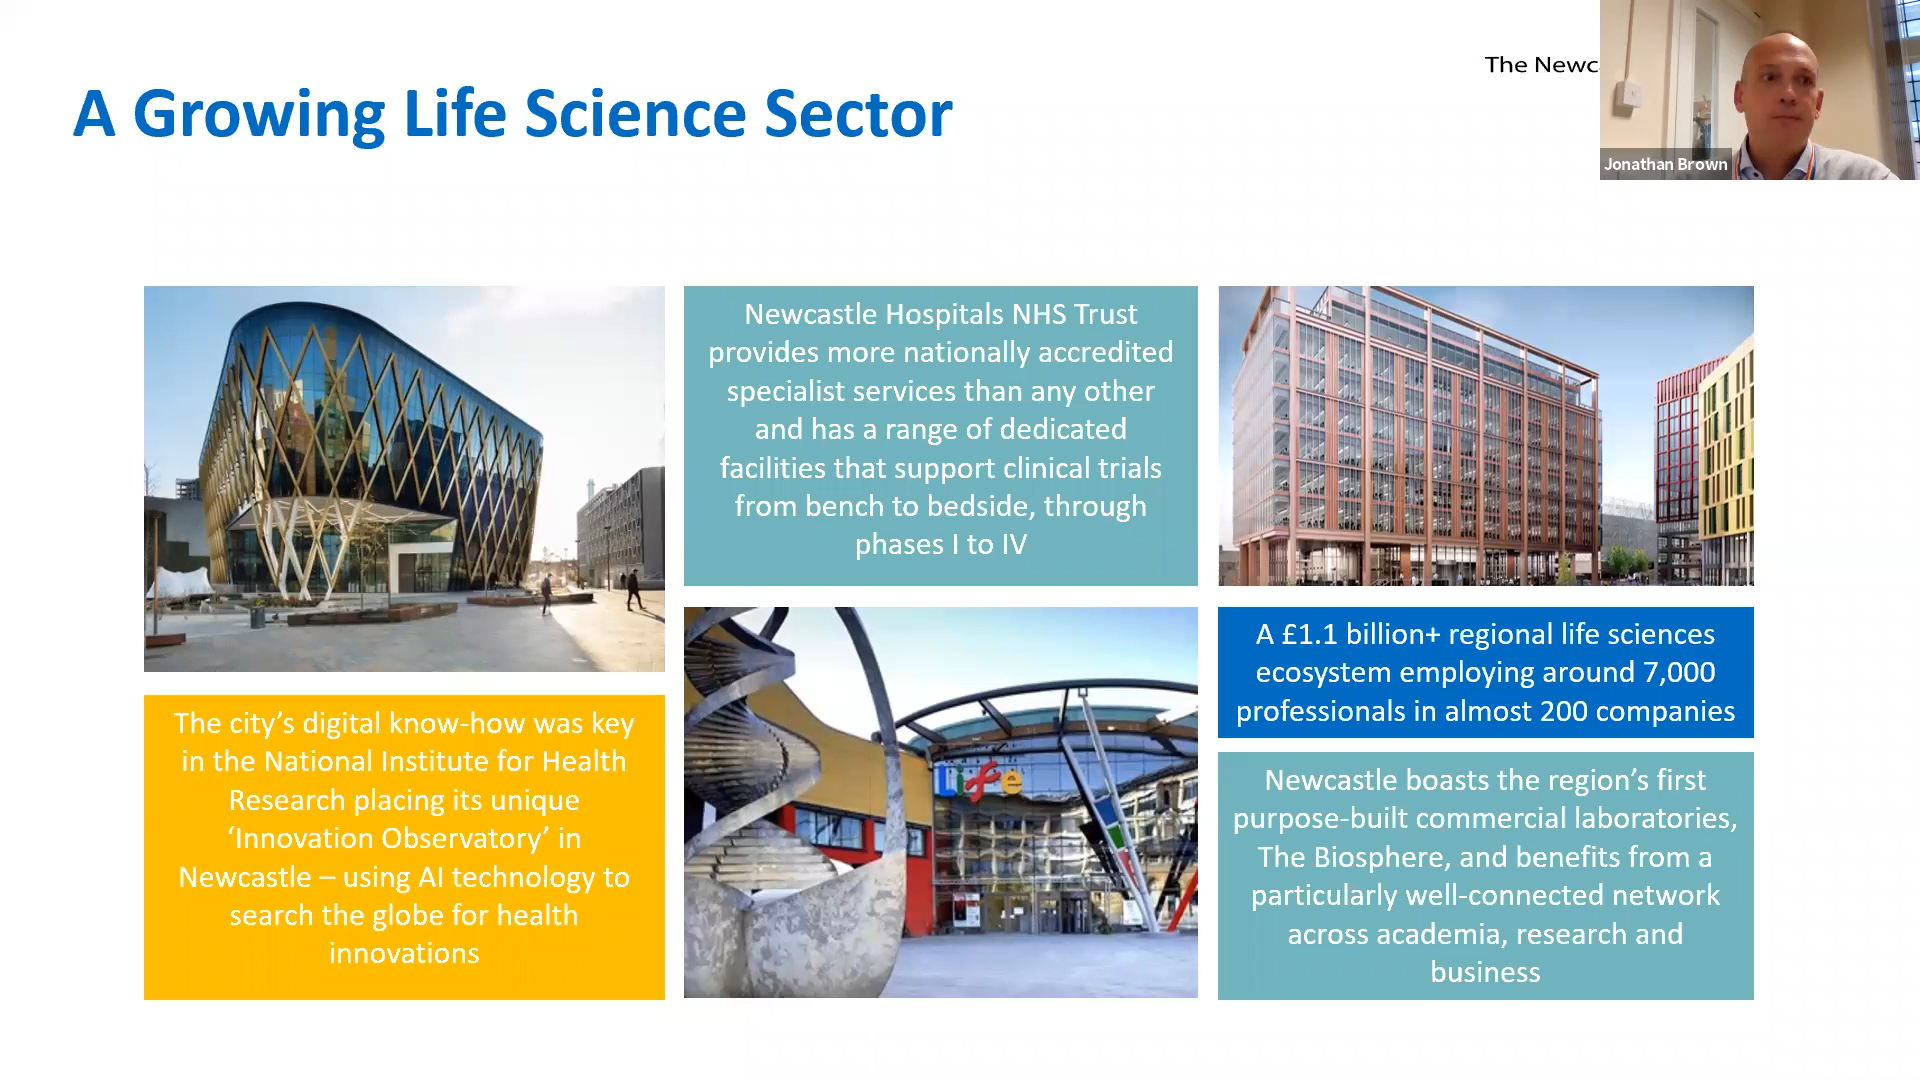 The Newc
A Growing Life Science Sector
Jonathan Brown
Newcastle Hospitals NHS Trust
provides more nationally accredited
specialist services than any other
and has a range of dedicated
facilities that support clinical trials
from bench to bedside, through
phases I to IV
The city’s digital know-how was key
in the National Institute for Health
Research placing its unique
‘Innovation Observatory’ in
Newcastle – using AI technology to
search the globe for health
innovations
Life
A £1.1 billion+ regional life sciences
ecosystem employing around 7,000
professionals in almost 200 companies
Newcastle boasts the region’s first
purpose-built commercial laboratories,
The Biosphere, and benefits from a
particularly well-connected network
across academia, research and
business